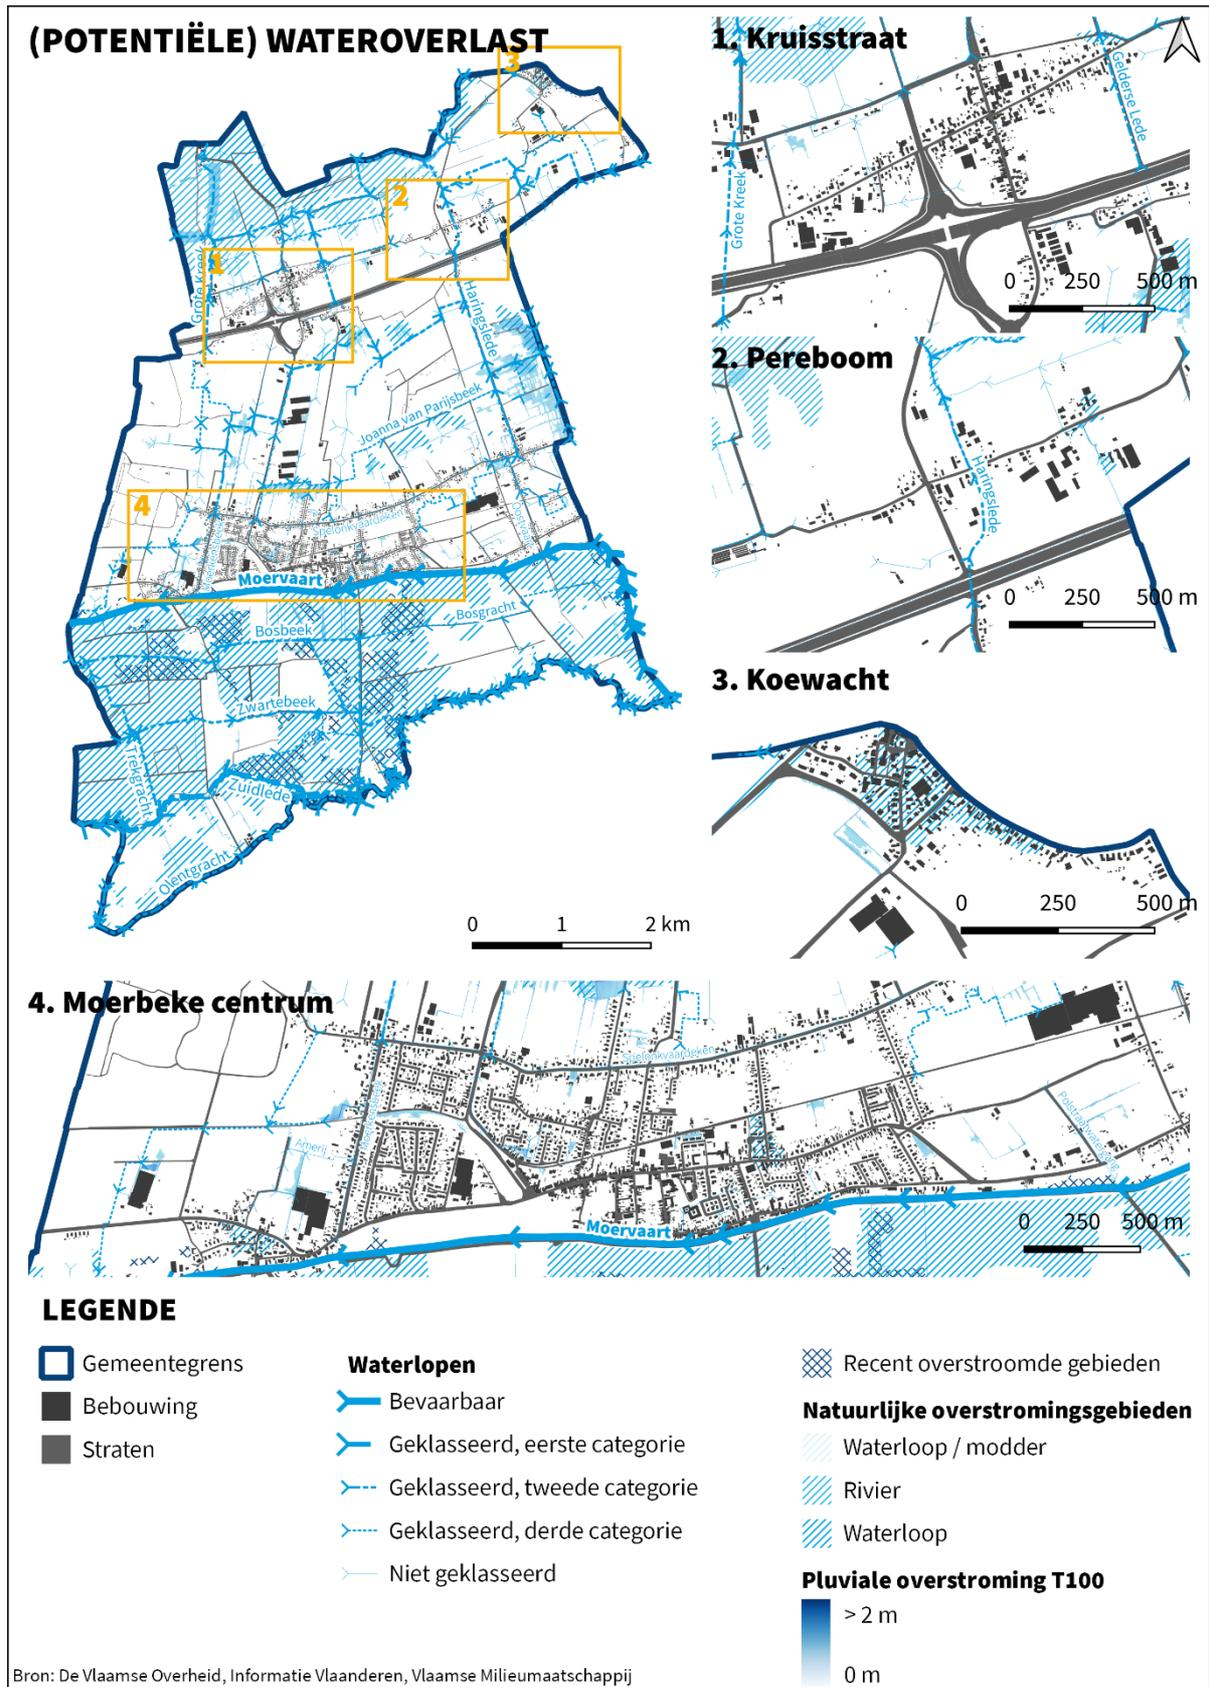 (POTENTIËLE) WATEROVERLAST
3
2
1
4
Grote Kreek
Haringslede
Joanna van Parijsbeek
Spelonkvaardeken
Moervaart
Bosbeek
Bosgracht
Zwartebeek
Trekgracht
Zuidlede
Olentgracht
0 1 2 km
1. Kruisstraat
Gelderse Lede
Grote Kreek
0 250 500 m
2. Pereboom
Haringslede
0 250 500 m
3. Koewacht
0 250 500 m
4. Moerbeke centrum
Spelonkvaardeken
Moervaart
0 250 500 m
LEGENDE
Gemeentegrens
Bebouwing
Straten
Waterlopen
Bevaarbaar
Geklasseerd, eerste categorie
Geklasseerd, tweede categorie
Geklasseerd, derde categorie
Niet geklasseerd
Recent overstroomde gebieden
Natuurlijke overstromingsgebieden
Waterloop / modder
Rivier
Waterloop
Pluviale overstroming T100
> 2 m
0 m
Bron: De Vlaamse Overheid, Informatie Vlaanderen, Vlaamse Milieumaatschappij